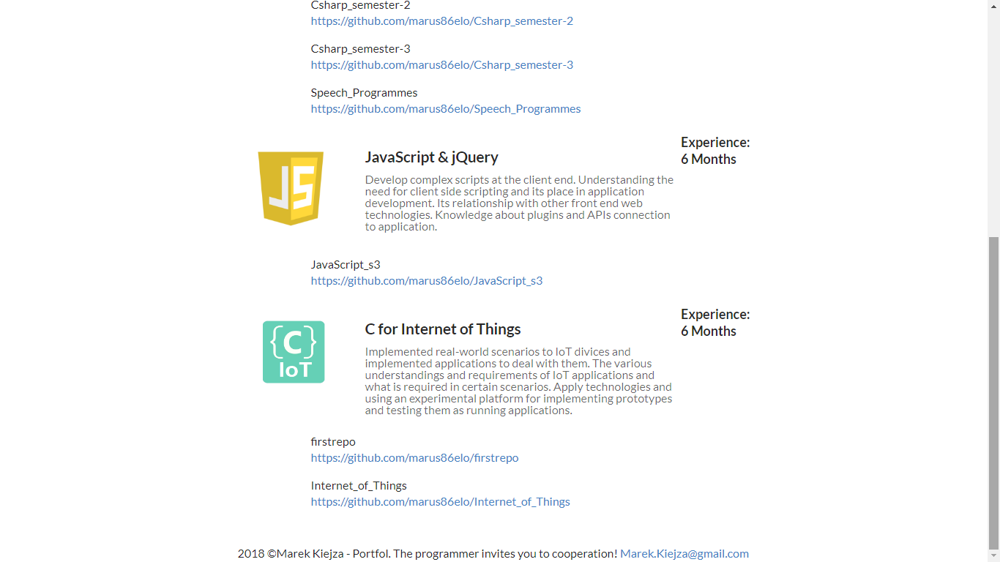 Csharp_semester-2
https://github.com/marus86elo/Csharp_semester-2
Csharp_semester-3
https://github.com/marus86elo/Csharp_semester-3
Speech_Programmes
https://github.com/marus86elo/Speech_Programmes
Experience:
6 Months
JS
JavaScript & jQuery
Develop complex scripts at the client end. Understanding the
need for client side scripting and its place in application
development. Its relationship with other front end web
technologies. Knowledge about plugins and APIs connection
to application.
JavaScript_s3
https://github.com/marus86elo/JavaScript_s3
Experience:
6 Months
{C}
IoT
C for Internet of Things
Implemented real-world scenarios to IoT divices and
implemented applications to deal with them. The various
understandings and requirements of IoT applications and
what is required in certain scenarios. Apply technologies and
using an experimental platform for implementing prototypes
and testing them as running applications.
firstrepo
https://github.com/marus86elo/firstrepo
Internet_of_Things
https://github.com/marus86elo/Internet_of_Things
2018 ©Marek Kiejza - Portfol. The programmer invites you to cooperation! Marek.Kiejza@gmail.com